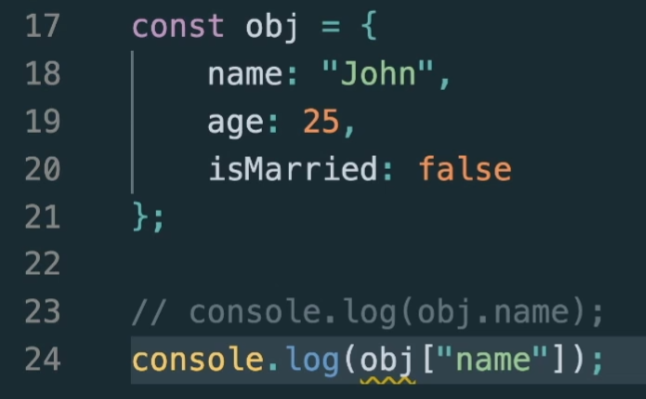 17 const obj = {
18 name: "John",
19 age: 25,
20 isMarried: false
21 };
22
23 // console.log(obj.name);
24 console.log(obj["name"]);